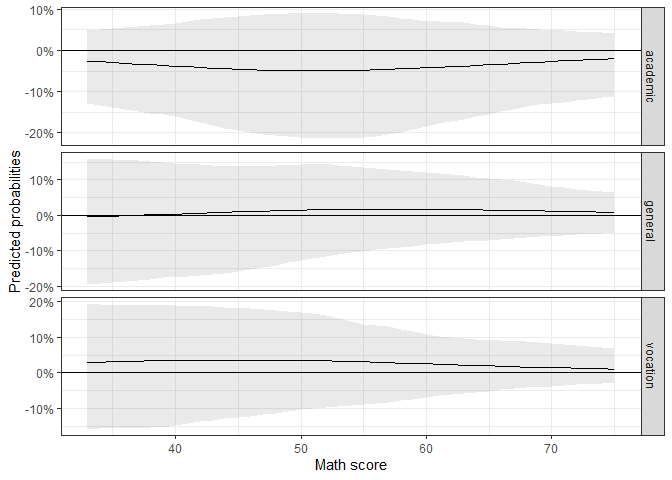 10%
0%
-10%
-20%
academic
10%
0%
-10%
-20%
general
20%
10%
0%
-10%
vocation
Predicted probabilities
40 50 60 70
Math score